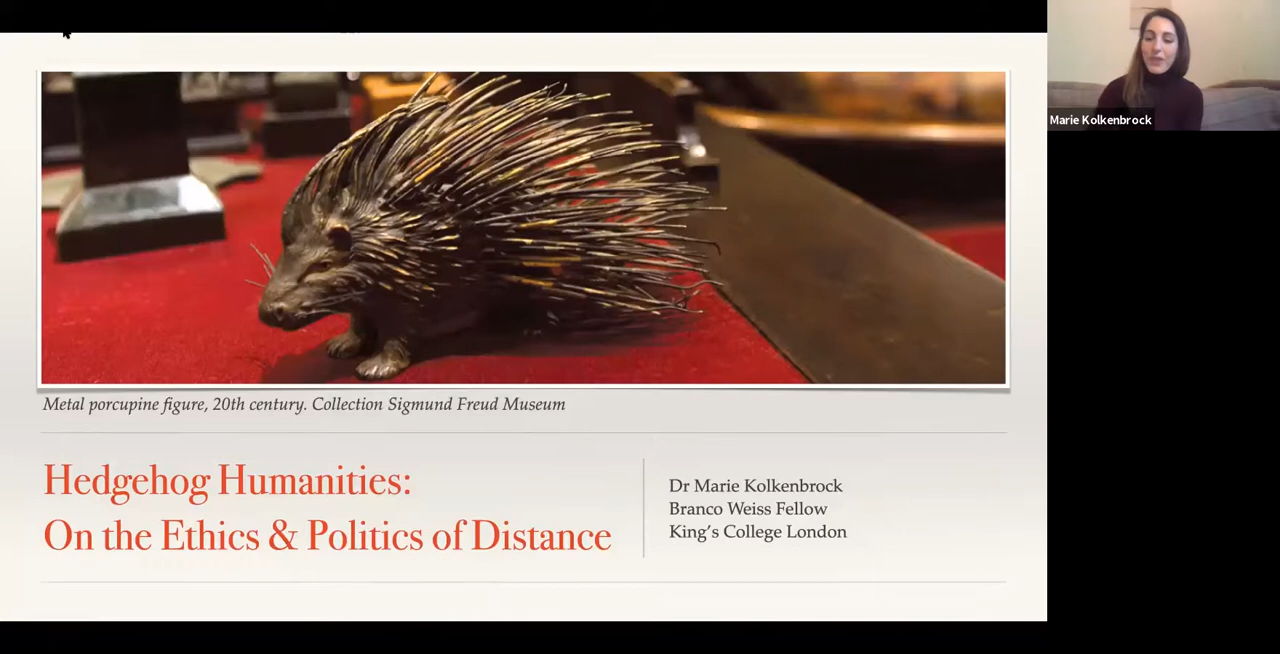 Marie Kolkenbrock
Metal porcupine figure, 20th century. Collection Sigmund Freud Museum
Hedgehog Humanities:
On the Ethics & Politics of Distance
Dr Marie Kolkenbrock
Branco Weiss Fellow
King’s College London